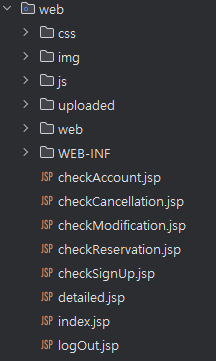 web
css
img
js
uploaded
web
WEB-INF
JSP checkAccount.jsp
JSP checkCancellation.jsp
JSP checkModification.jsp
JSP checkReservation.jsp
JSP checkSignUp.jsp
JSP detailed.jsp
JSP index.jsp
JSP logOut.jsp